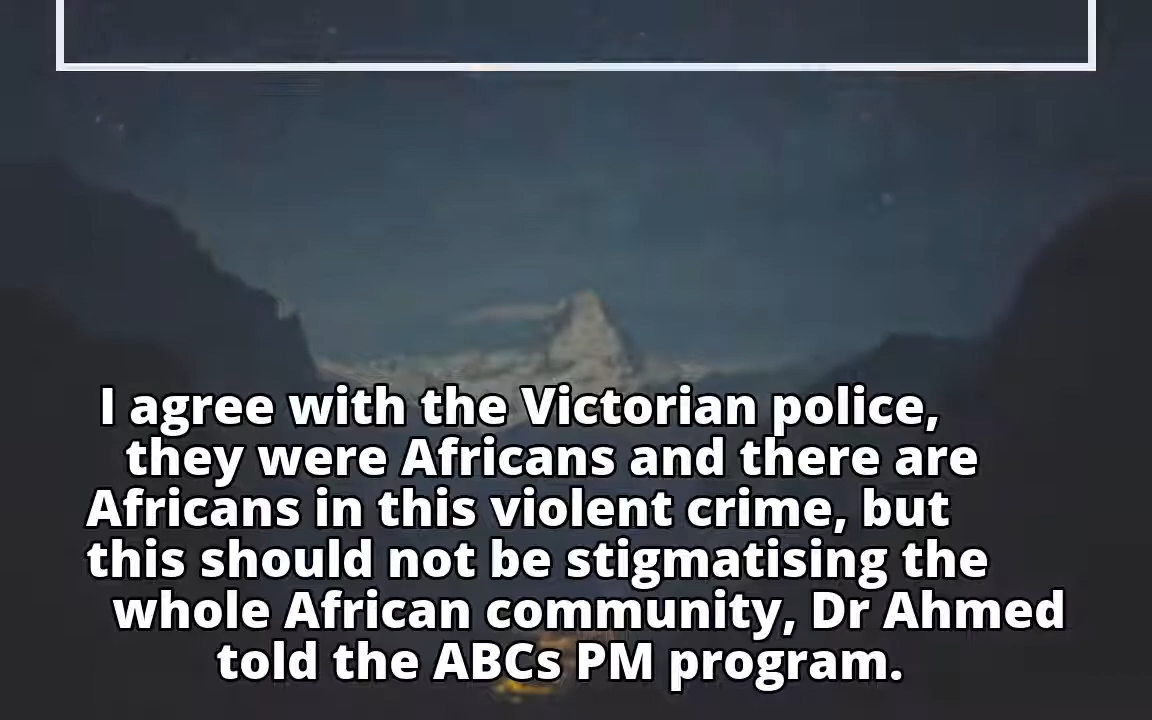 I agree with the Victorian police,
they were Africans and there are
Africans in this violent crime, but
this should not be stigmatising the
whole African community, Dr Ahmed
told the ABCs PM program.